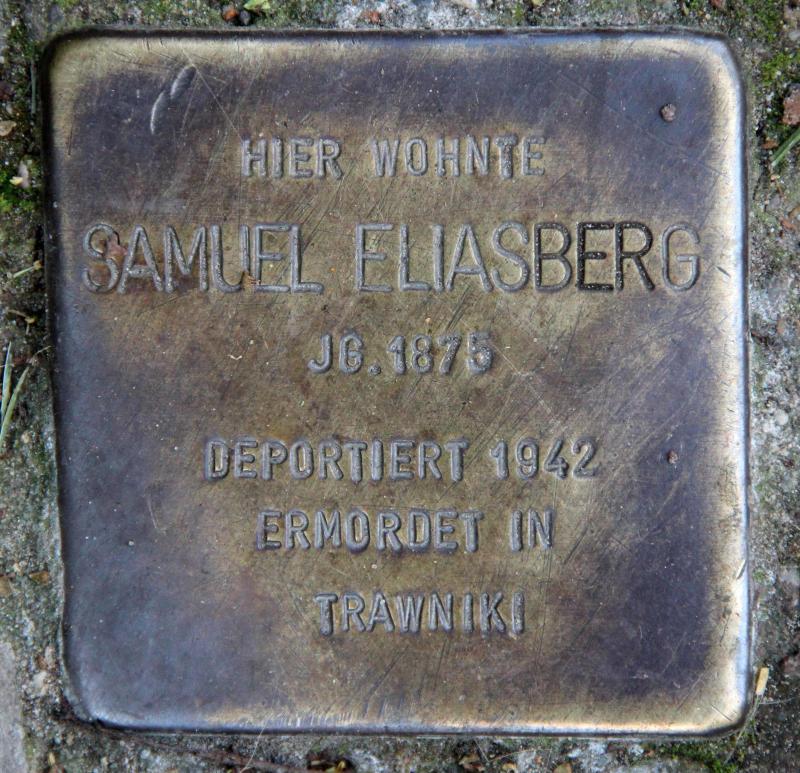 HIER WOHNTE
SAMUEL ELIASBERG
JG. 1875
DEPORTIERT 1942
ERMORDET IN
TRAWNIKI